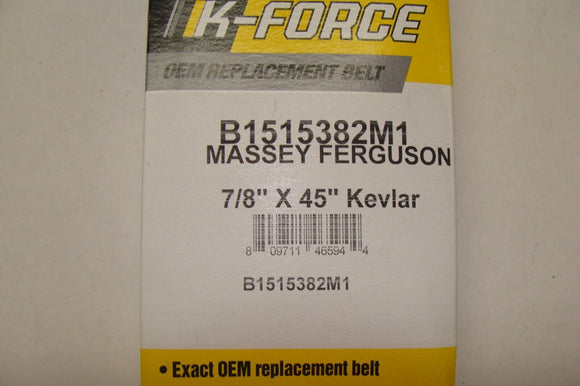 K-FORCE
OEM REPLACEMENT BELT
B1515382M1
MASSEY FERGUSON
7/8" X 45" Kevlar
8 09711 46594 4
B1515382M1
• Exact OEM replacement belt